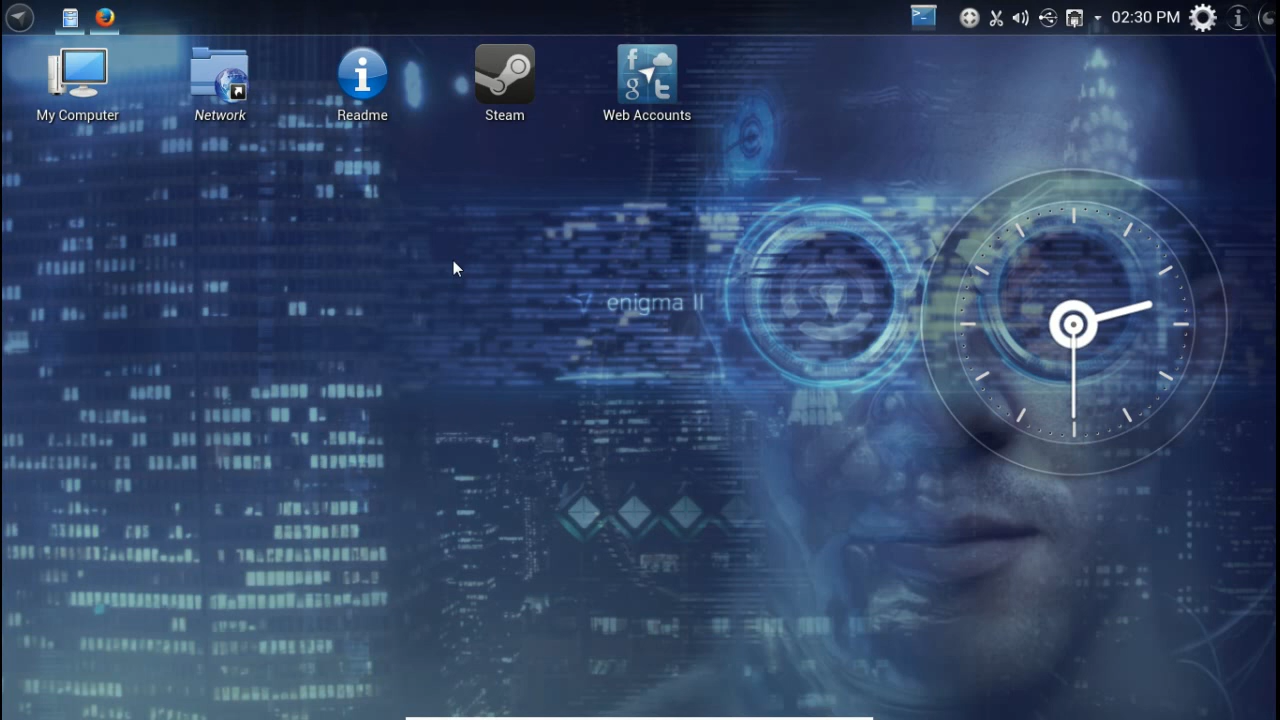 02:30 PM
My Computer
Network
Readme
Steam
Web Accounts
enigma II